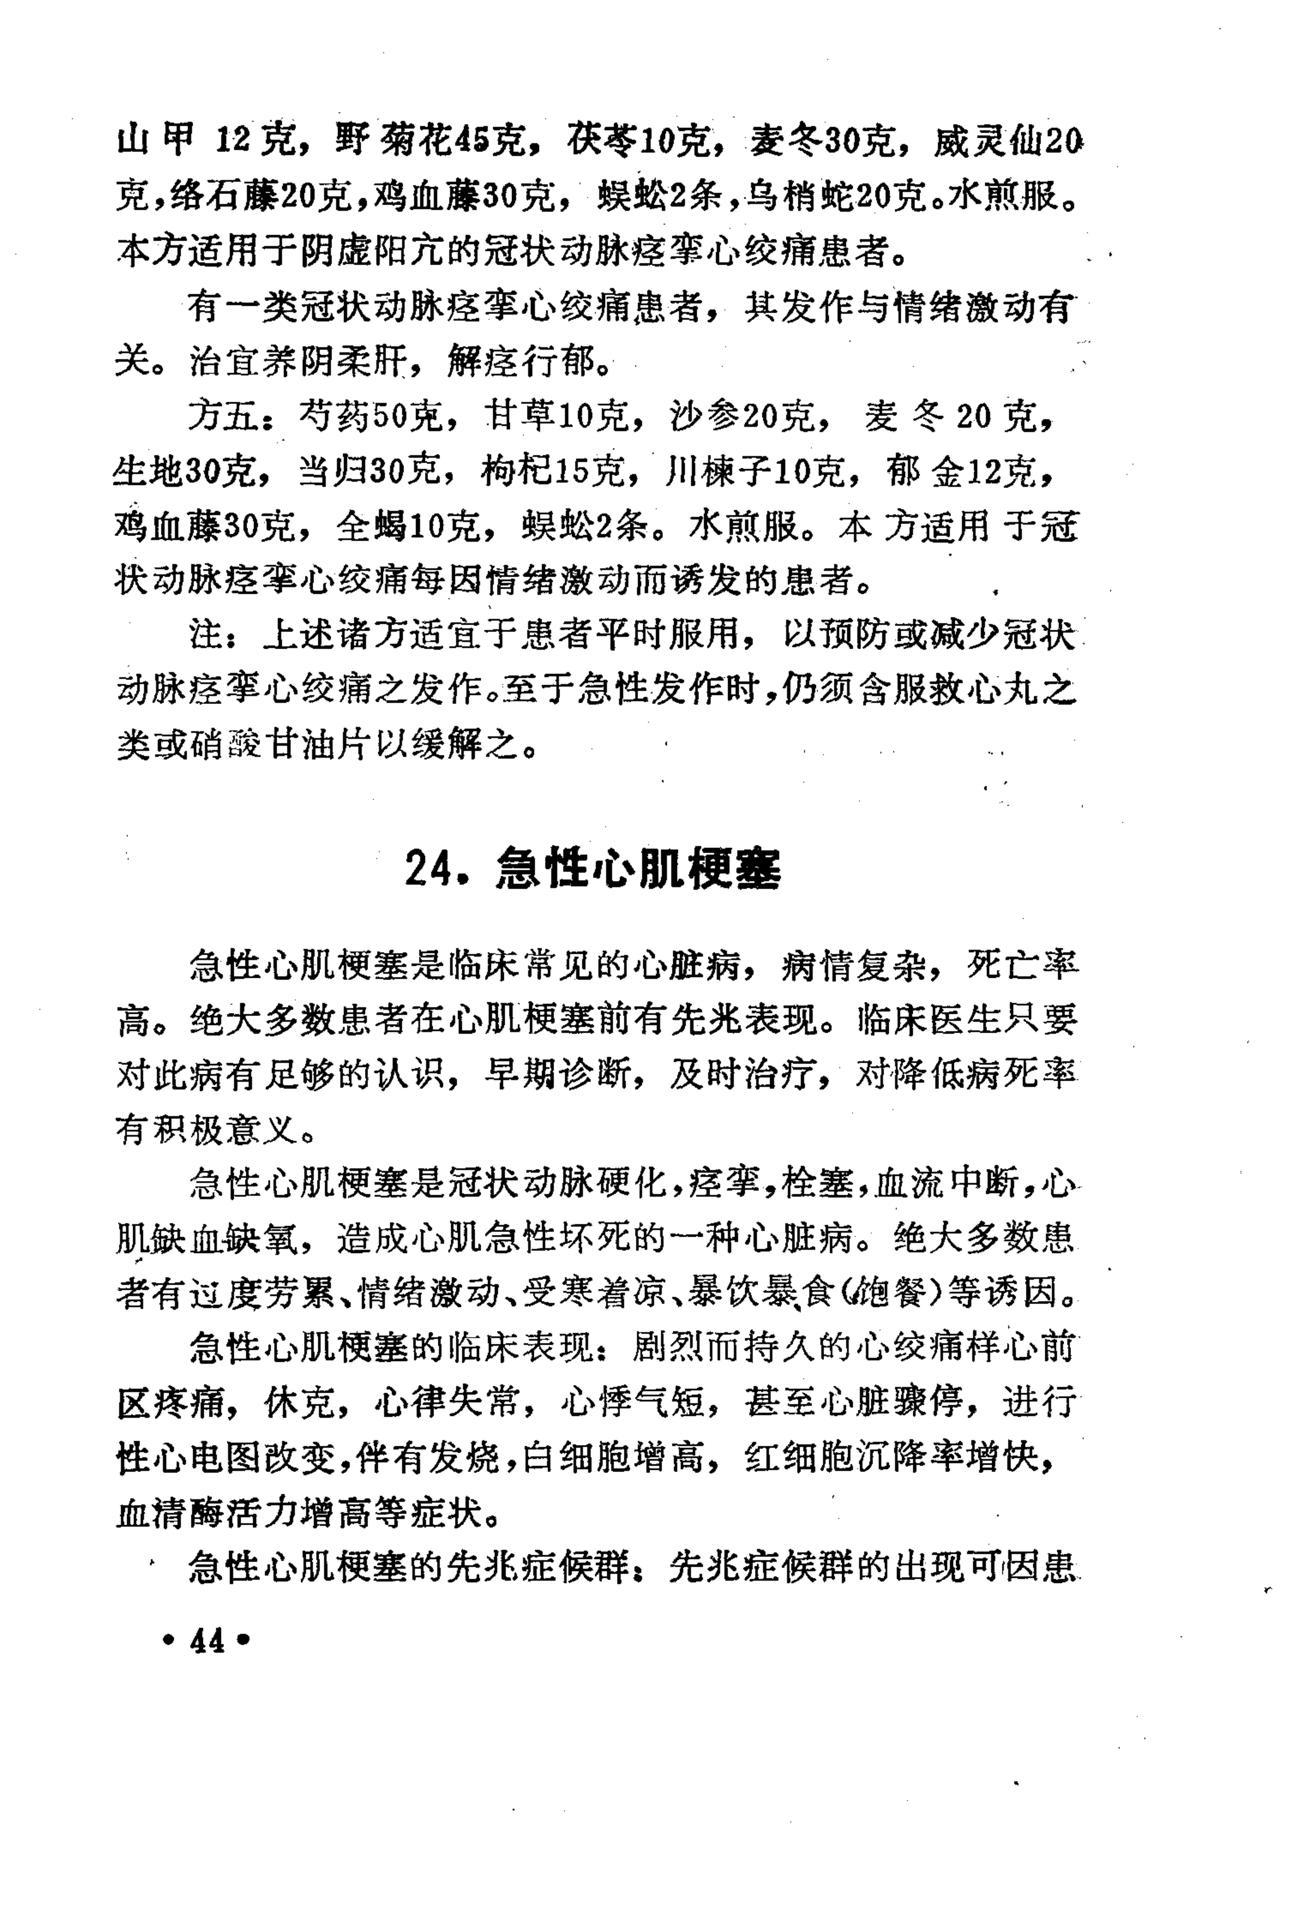 山甲12克，野菊花45克，茯苓10克，麦冬30克，威灵仙20
克，络石藤20克，鸡血藤30克，蜈蚣2条，乌梢蛇20克。水煎服。
本方适用于阴虚阳亢的冠状动脉痉挛心绞痛患者。
有一类冠状动脉痉挛心绞痛患者，其发作与情绪激动有
关。治宜养阴柔肝，解痉行郁。
方五：芍药50克，甘草10克，沙参20克，麦冬20克，
生地30克，当归30克，枸杞15克，川楝子10克，郁金12克，
鸡血藤30克，全蝎10克，蜈蚣2条。水煎服。本方适用于冠
状动脉痉挛心绞痛每因情绪激动而诱发的患者。
注：上述诸方适宜于患者平时服用，以预防或减少冠状
动脉痉挛心绞痛之发作。至于急性发作时，仍须含服救心丸之
类或硝酸甘油片以缓解之。
24．急性心肌梗塞
急性心肌梗塞是临床常见的心脏病，病情复杂，死亡率
高。绝大多数患者在心肌梗塞前有先兆表现。临床医生只要
对此病有足够的认识，早期诊断，及时治疗，对降低病死率
有积极意义。
急性心肌梗塞是冠状动脉硬化，痉挛，栓塞，血流中断，心
肌缺血缺氧，造成心肌急性坏死的一种心脏病。绝大多数患
者有过度劳累、情绪激动、受寒着凉、暴饮暴食（饱餐）等诱因。
急性心肌梗塞的临床表现：剧烈而持久的心绞痛样心前
区疼痛，休克，心律失常，心悸气短，甚至心脏骤停，进行
性心电图改变，伴有发烧，白细胞增高，红细胞沉降率增快，
血清酶活力增高等症状。
急性心肌梗塞的先兆症候群：先兆症候群的出现可因患
•44•